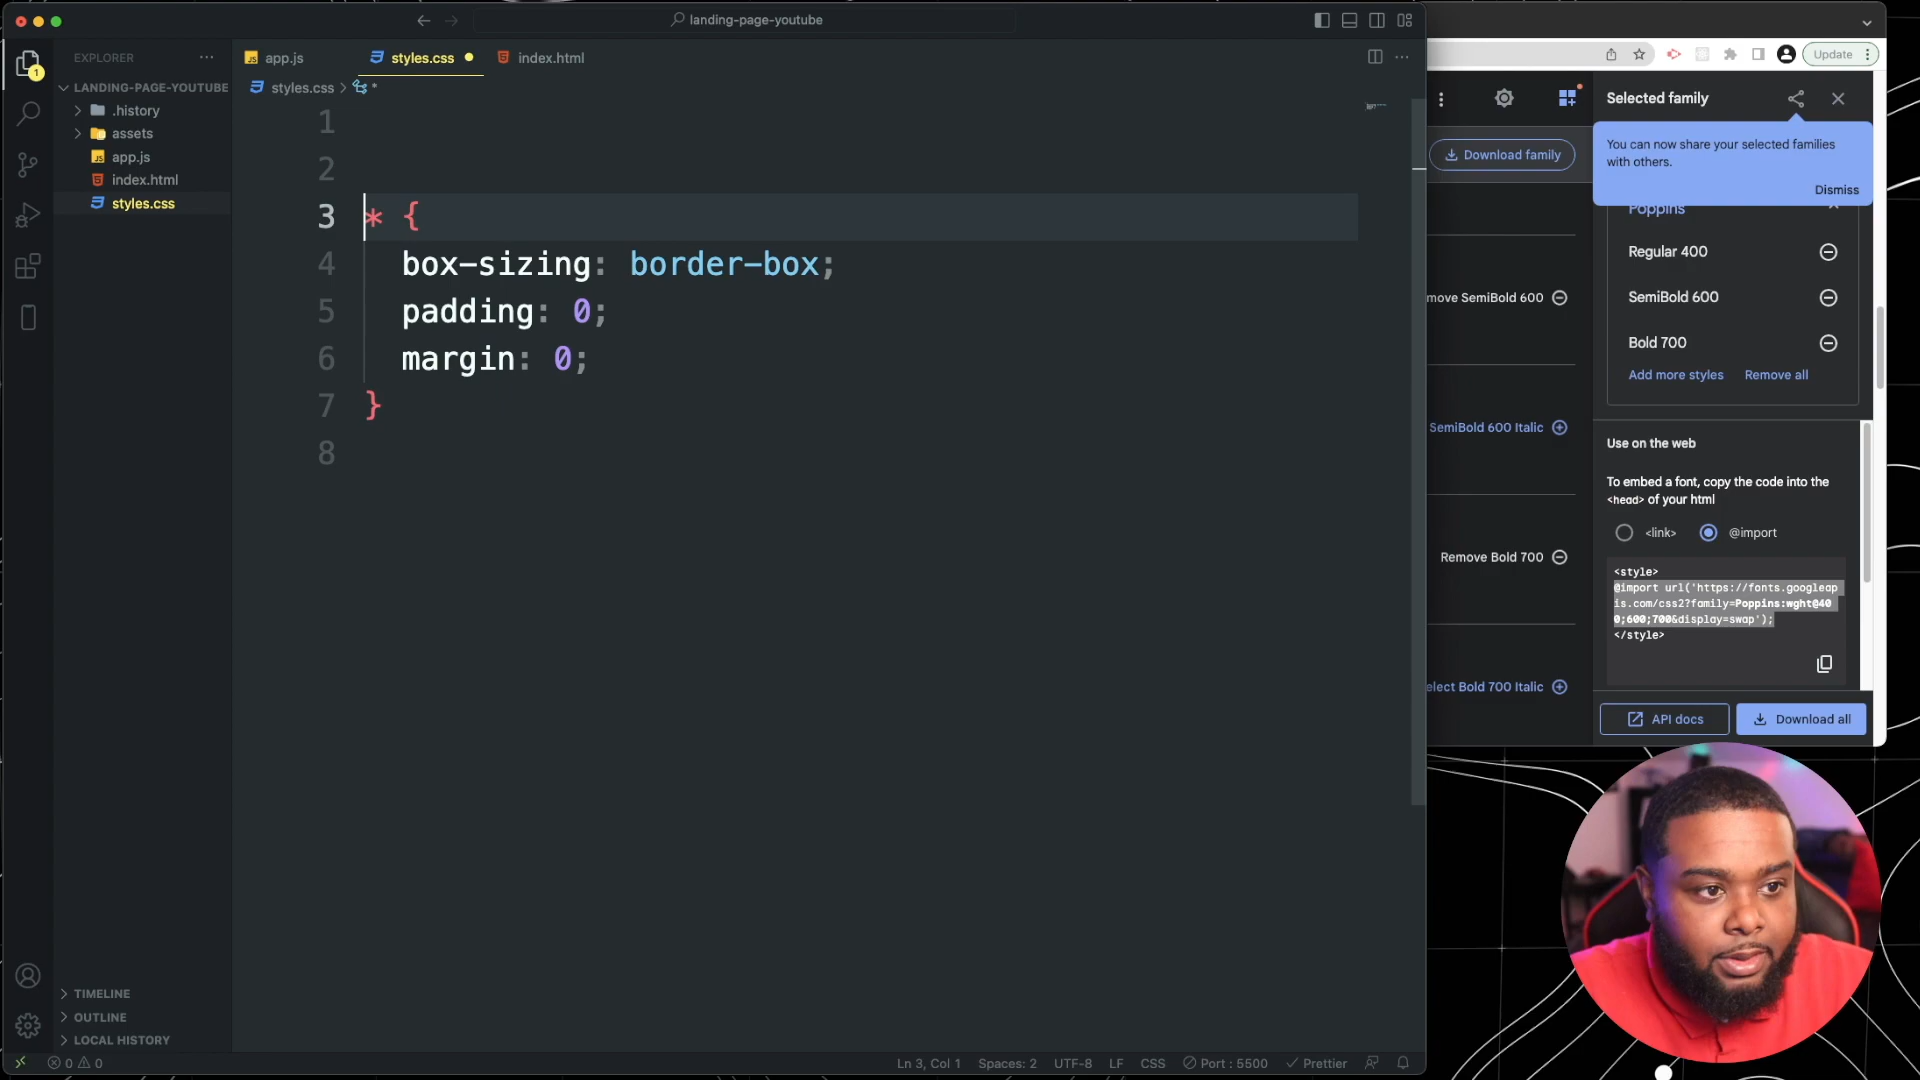 landing-page-youtube
EXPLORER
app.js
styles.css
index.html
1
LANDING-PAGE-YOUTUBE
.history
assets
app.js
index.html
styles.css
styles.css > *
1
2
3 * {
4 box-sizing: border-box;
5 padding: 0;
6 margin: 0;
7 }
8
TIMELINE
OUTLINE
LOCAL HISTORY
0 0
Ln 3, Col 1
Spaces: 2
UTF-8
LF
CSS
Port : 5500
Prettier
Update
Selected family
Download family
You can now share your selected families
with others.
Dismiss
Poppins
Regular 400
move SemiBold 600
SemiBold 600
Bold 700
Add more styles Remove all
SemiBold 600 Italic
Use on the web
To embed a font, copy the code into the
<head> of your html
<link> @import
Remove Bold 700
<style>
@import url('https://fonts.googleap
is.com/css2?family=Poppins:wght@40
0;600;700&display=swap');
</style>
elect Bold 700 Italic
API docs
Download all